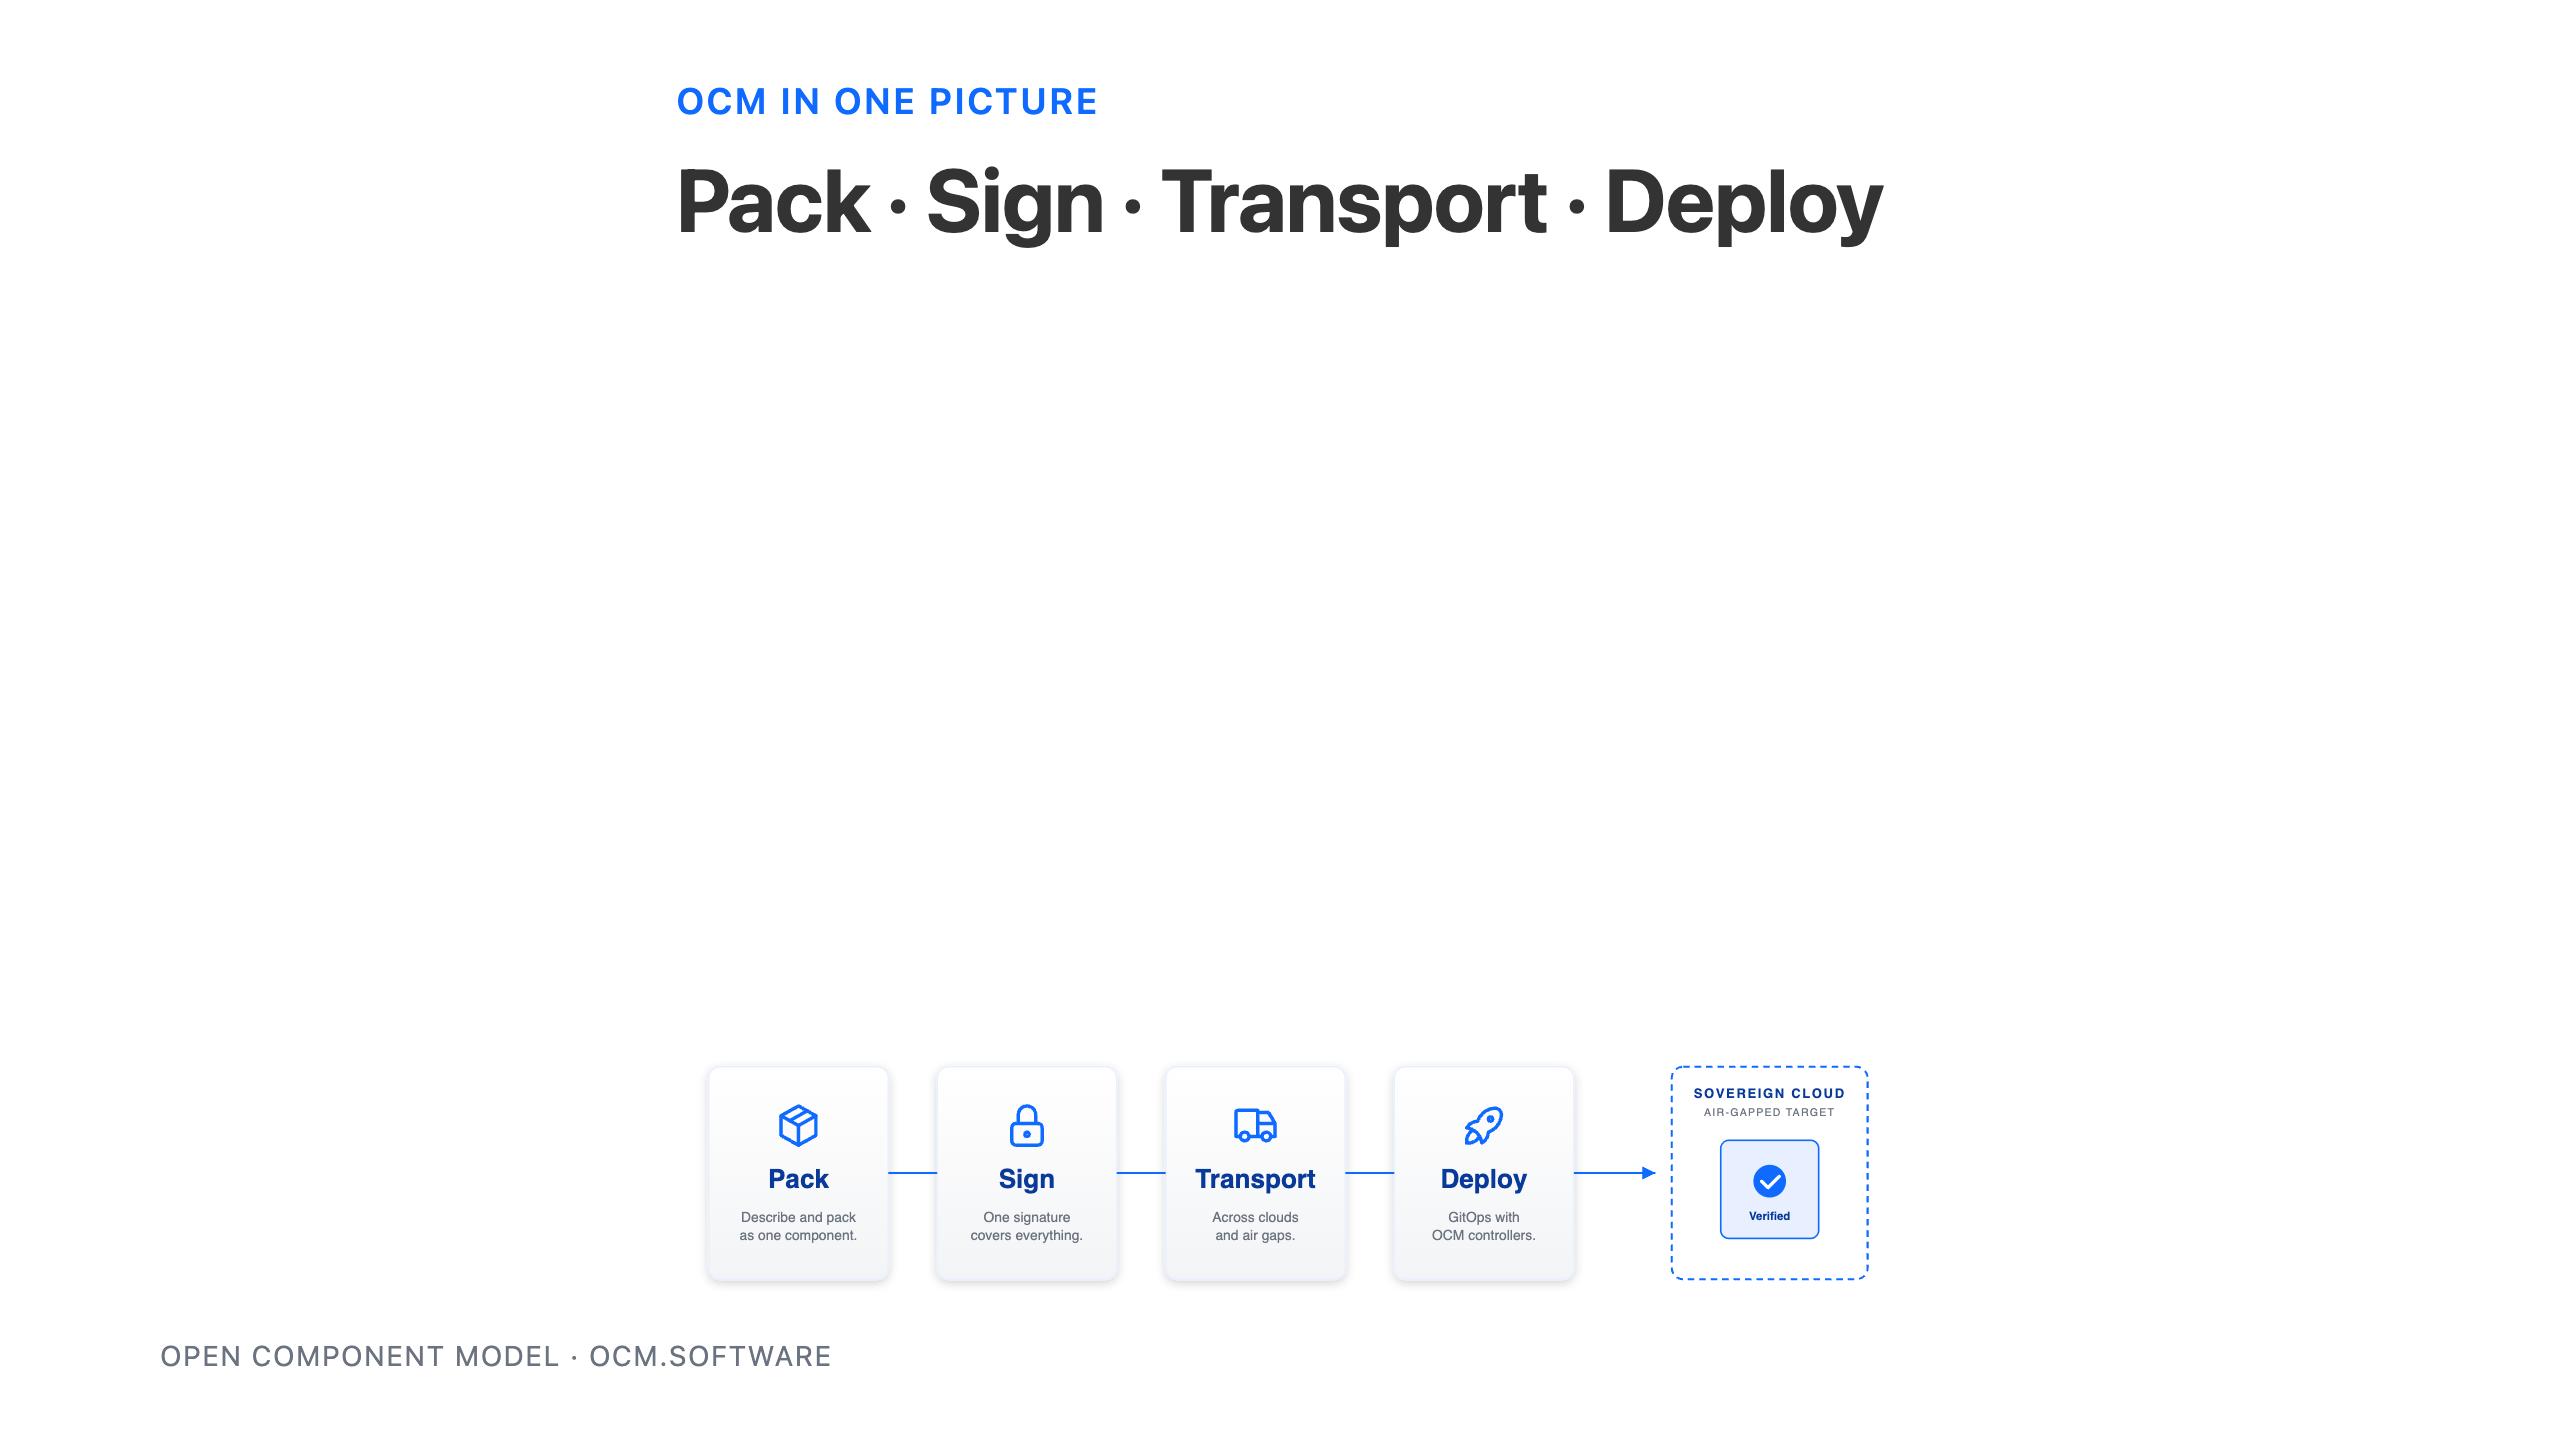 OCM IN ONE PICTURE
Pack · Sign · Transport · Deploy
Pack
Describe and pack
as one component.
Sign
One signature
covers everything.
Transport
Across clouds
and air gaps.
Deploy
GitOps with
OCM controllers.
SOVEREIGN CLOUD
AIR-GAPPED TARGET
Verified
OPEN COMPONENT MODEL · OCM.SOFTWARE